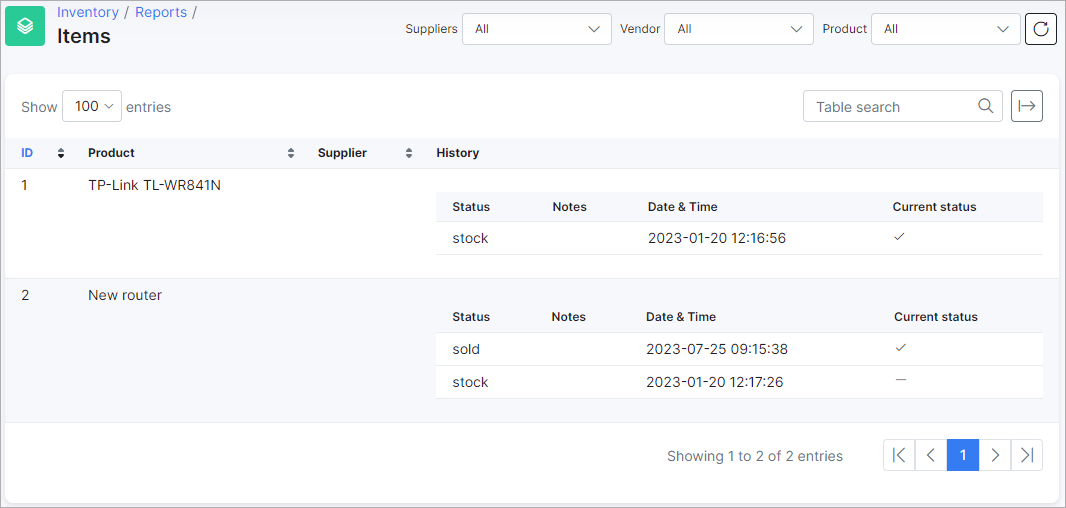 Inventory / Reports /
Items
Suppliers All Vendor All Product All
Show 100 entries Table search
ID Product Supplier History
1 TP-Link TL-WR841N
Status Notes Date & Time Current status
stock 2023-01-20 12:16:56
2 New router
Status Notes Date & Time Current status
sold 2023-07-25 09:15:38
stock 2023-01-20 12:17:26 —
Showing 1 to 2 of 2 entries 1